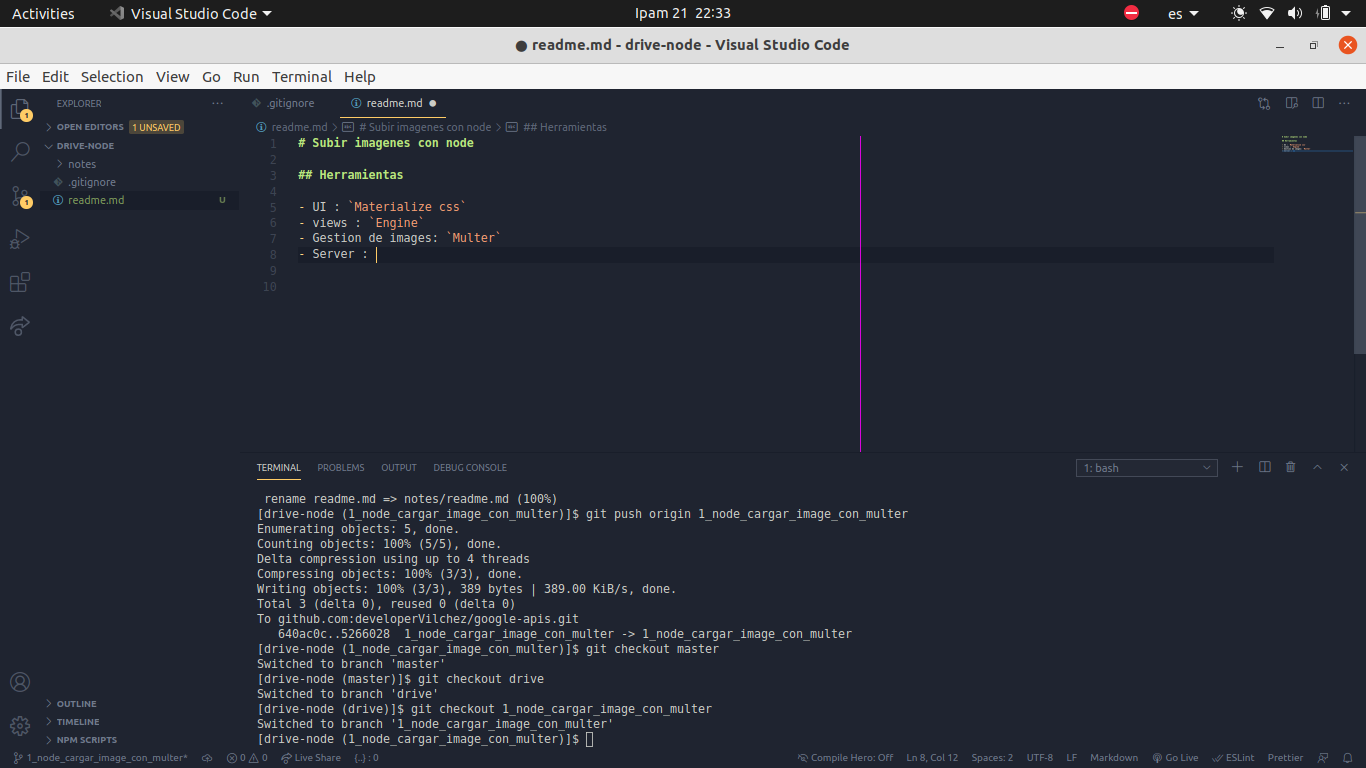 Activities Visual Studio Code Ipam 21 22:33 es
● readme.md - drive-node - Visual Studio Code
File Edit Selection View Go Run Terminal Help
EXPLORER ···
OPEN EDITORS 1 UNSAVED
DRIVE-NODE
notes
.gitignore
readme.md U
OUTLINE
TIMELINE
NPM SCRIPTS
.gitignore readme.md ●
readme.md > # Subir imagenes con node > ## Herramientas
1 # Subir imagenes con node
2
3 ## Herramientas
4
5 - UI : `Materialize css`
6 - views : `Engine`
7 - Gestion de images: `Multer`
8 - Server :
9
10
TERMINAL PROBLEMS OUTPUT DEBUG CONSOLE 1: bash
rename readme.md => notes/readme.md (100%)
[drive-node (1_node_cargar_image_con_multer)]$ git push origin 1_node_cargar_image_con_multer
Enumerating objects: 5, done.
Counting objects: 100% (5/5), done.
Delta compression using up to 4 threads
Compressing objects: 100% (3/3), done.
Writing objects: 100% (3/3), 389 bytes | 389.00 KiB/s, done.
Total 3 (delta 0), reused 0 (delta 0)
To github.com:developerVilchez/google-apis.git
640ac0c..5266028 1_node_cargar_image_con_multer -> 1_node_cargar_image_con_multer
[drive-node (1_node_cargar_image_con_multer)]$ git checkout master
Switched to branch 'master'
[drive-node (master)]$ git checkout drive
Switched to branch 'drive'
[drive-node (drive)]$ git checkout 1_node_cargar_image_con_multer
Switched to branch '1_node_cargar_image_con_multer'
[drive-node (1_node_cargar_image_con_multer)]$
1_node_cargar_image_con_multer* 0 0 Live Share {..} : 0 Compile Hero: Off Ln 8, Col 12 Spaces: 2 UTF-8 LF Markdown Go Live ESLint Prettier